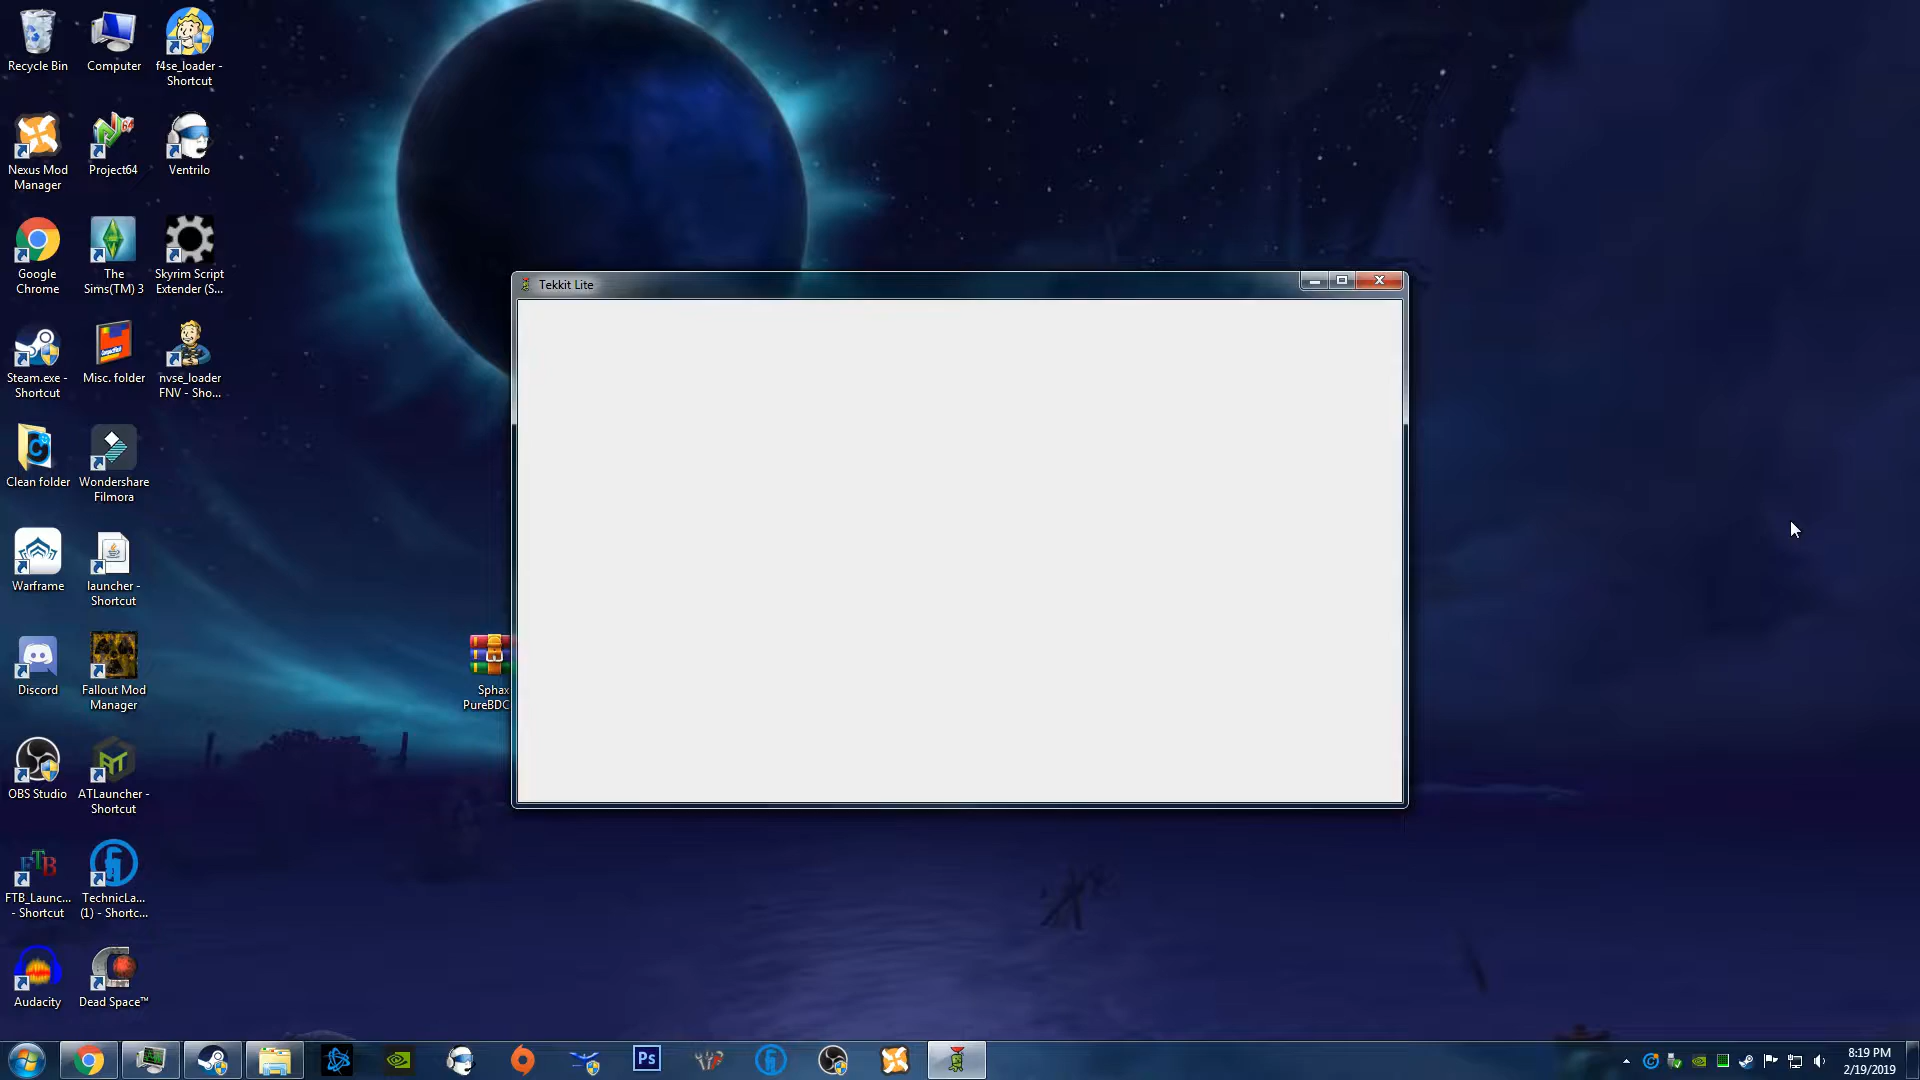 Recycle Bin
Computer
f4se_loader -
Shortcut
Nexus Mod
Manager
Project64
Ventrilo
Google
Chrome
The
Sims(TM) 3
Skyrim Script
Extender (S...
Steam.exe -
Shortcut
Misc. folder
nvse_loader
FNV - Sho...
Clean folder
Wondershare
Filmora
Warframe
launcher -
Shortcut
Discord
Fallout Mod
Manager
OBS Studio
ATLauncher -
Shortcut
FTB_Launc...
- Shortcut
TechnicLa...
(1) - Shortc...
Audacity
Dead Space™
Sphax
PureBDC
Tekkit Lite
Ps
8:19 PM
2/19/2019